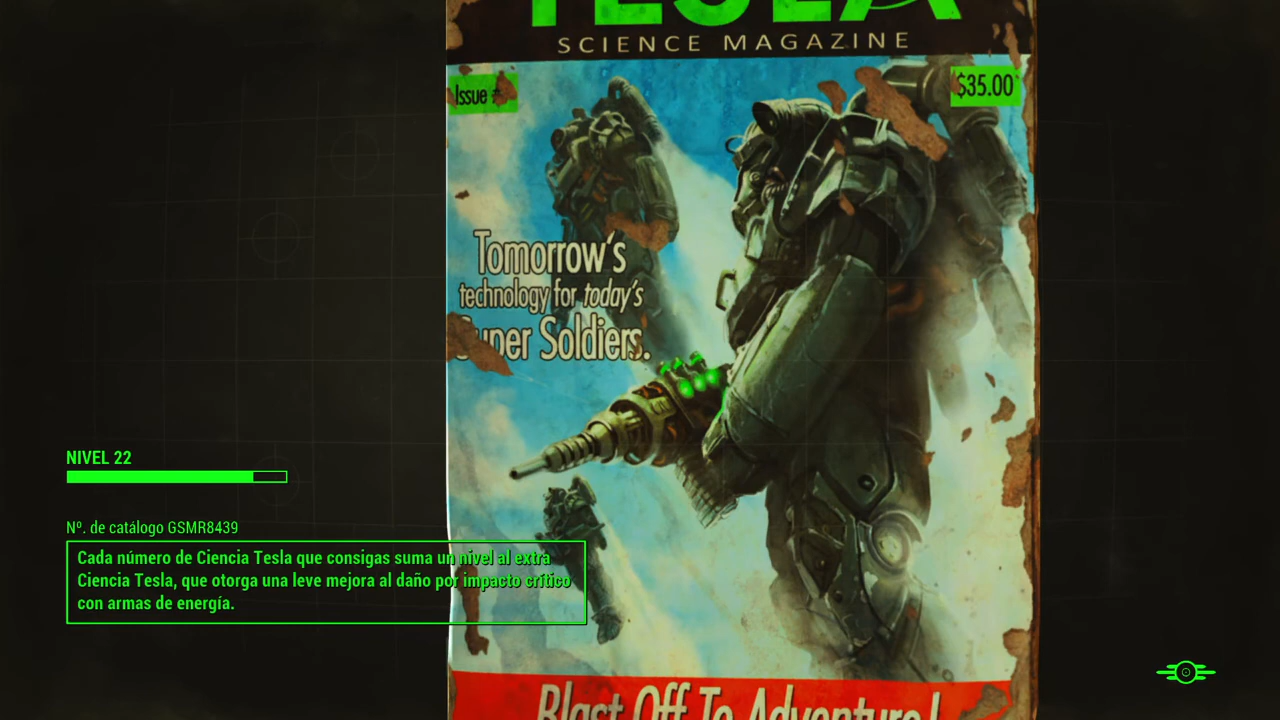 TESLA
SCIENCE MAGAZINE
Issue #
$35.00
Tomorrow's
technology for today's
Super Soldiers.
NIVEL 22
Nº. de catálogo GSMR8439
Cada número de Ciencia Tesla que consigas suma un nivel al extra
Ciencia Tesla, que otorga una leve mejora al daño por impacto crítico
con armas de energía.
Blast Off To Adventure!